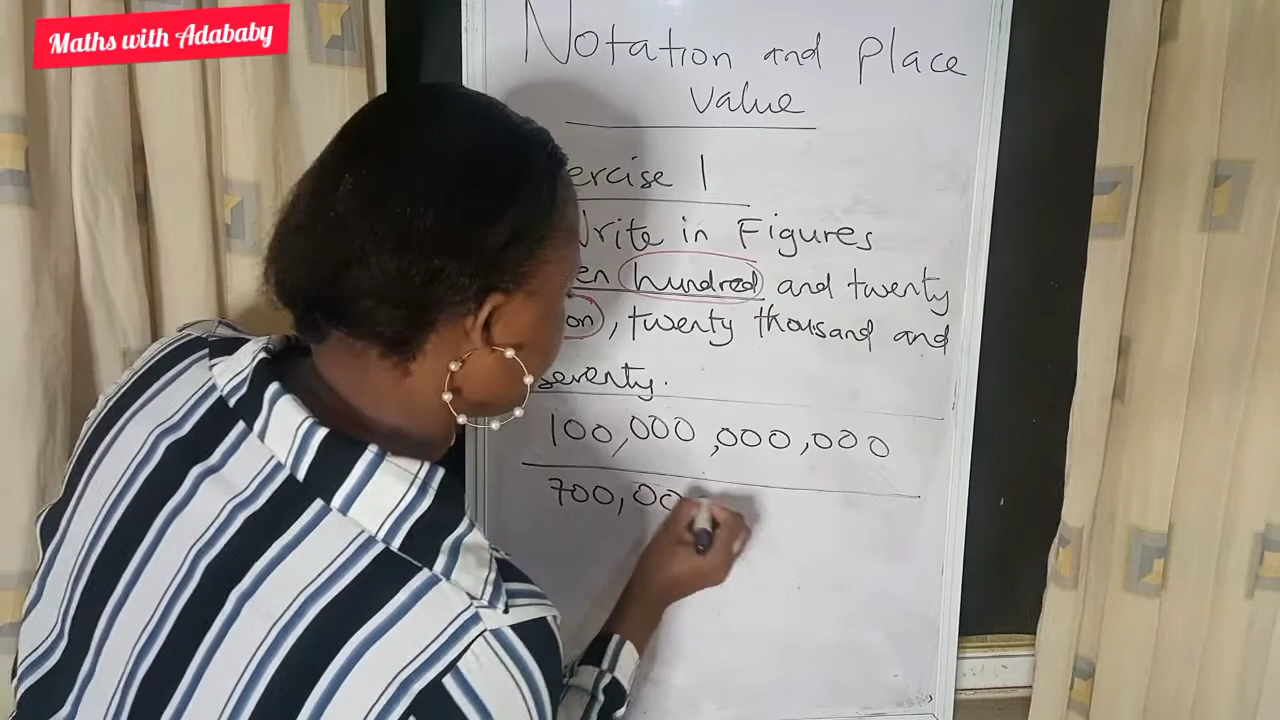 Maths with Adababy
Notation and place
value
ercise 1
rite in Figures
en hundred and twenty
on, twenty thousand and
seventy.
100,000,000,000
700,00